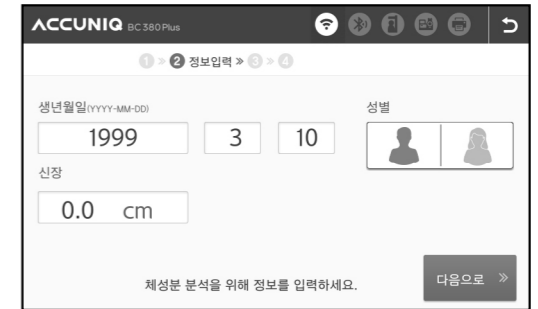 ACCUNIQ BC380Plus
1 » 2 정보입력 » 3 » 4
생년월일(YYYY-MM-DD)
성별
1999 3 10
신장
0.0 cm
체성분 분석을 위해 정보를 입력하세요.
다음으로 »